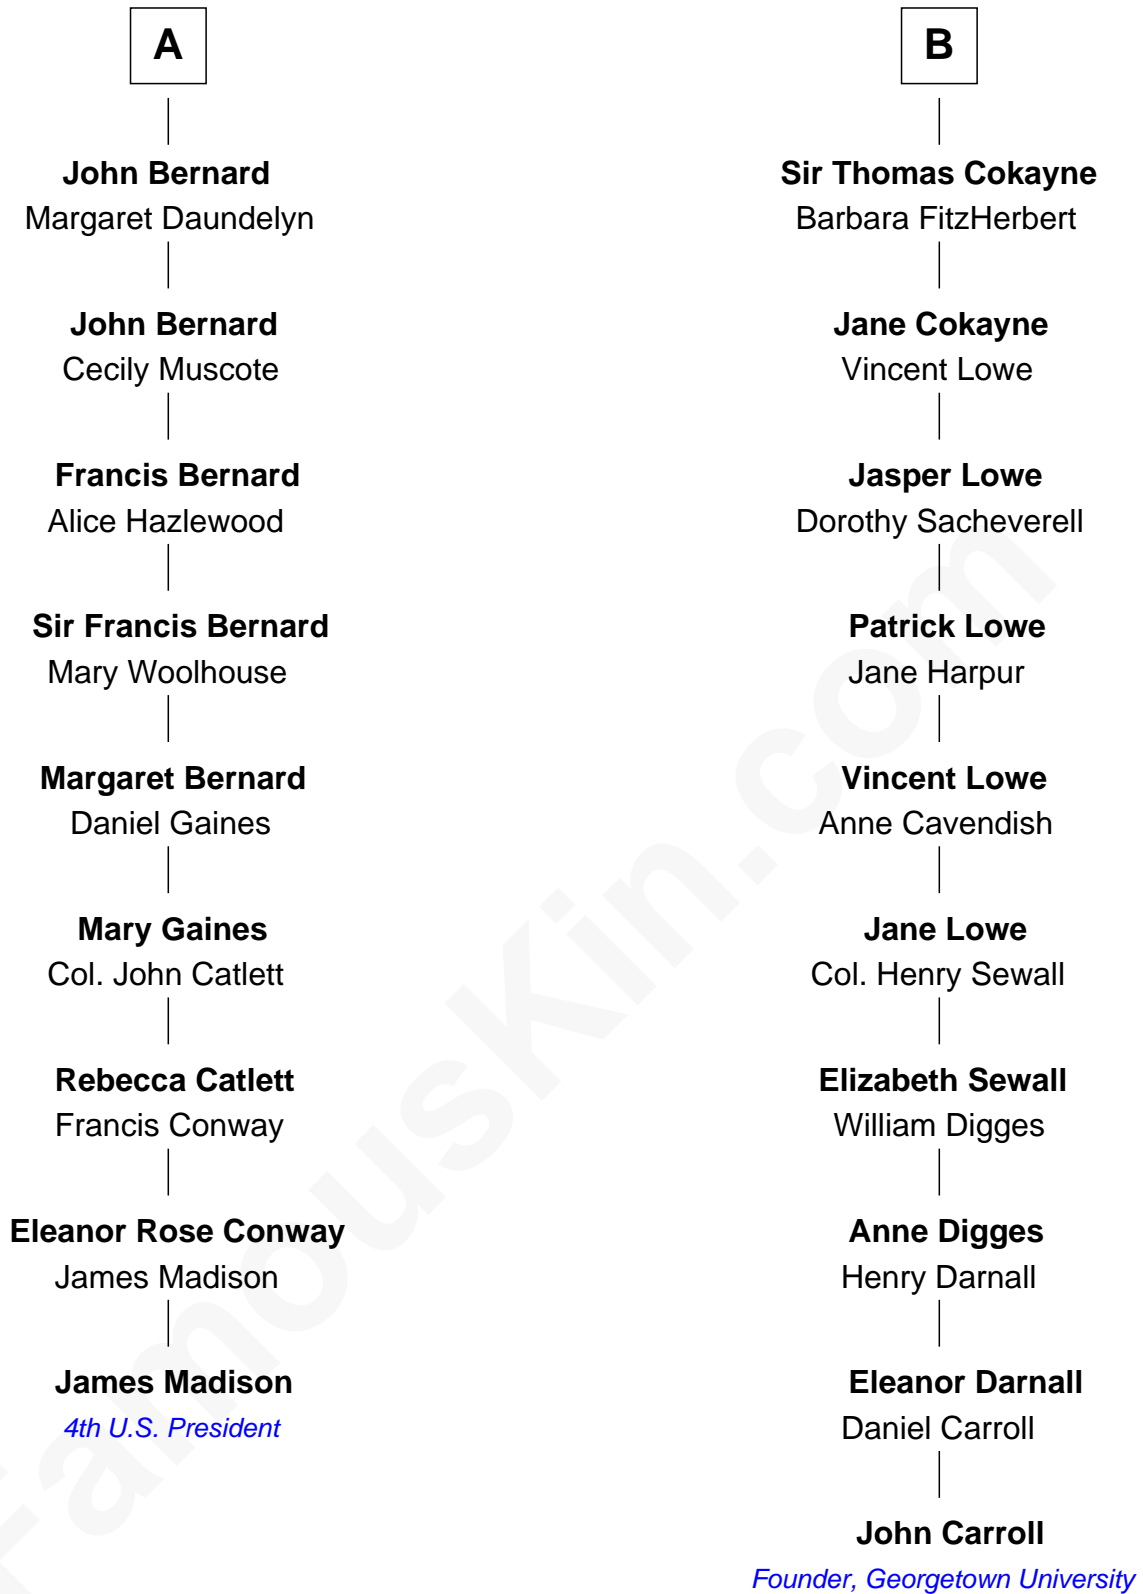 A
John Bernard
Margaret Daundelyn
John Bernard
Cecily Muscote
Francis Bernard
Alice Hazlewood
Sir Francis Bernard
Mary Woolhouse
Margaret Bernard
Daniel Gaines
Mary Gaines
Col. John Catlett
Rebecca Catlett
Francis Conway
Eleanor Rose Conway
James Madison
James Madison
4th U.S. President
B
Sir Thomas Cokayne
Barbara FitzHerbert
Jane Cokayne
Vincent Lowe
Jasper Lowe
Dorothy Sacheverell
Patrick Lowe
Jane Harpur
Vincent Lowe
Anne Cavendish
Jane Lowe
Col. Henry Sewall
Elizabeth Sewall
William Digges
Anne Digges
Henry Darnall
Eleanor Darnall
Daniel Carroll
John Carroll
Founder, Georgetown University
FamousKin.com